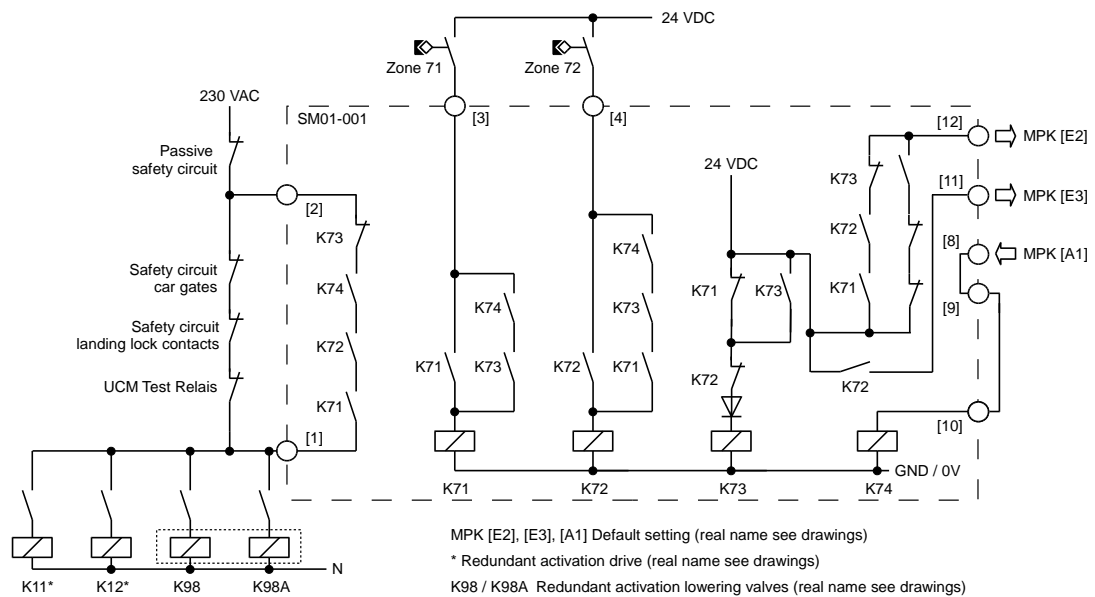 24 VDC
Zone 71
Zone 72
230 VAC
SM01-001
[3]
[4]
[12]
MPK [E2]
Passive
safety circuit
24 VDC
K73
[11]
MPK [E3]
[2]
K73
K74
K72
[8]
MPK [A1]
Safety circuit
car gates
K74
K71
K73
K71
[9]
K74
K73
Safety circuit
landing lock contacts
K72
K71
K73
K72
K71
K72
K72
UCM Test Relais
K71
[10]
[1]
GND / 0V
K71
K72
K73
K74
MPK [E2], [E3], [A1] Default setting (real name see drawings)
* Redundant activation drive (real name see drawings)
N
K11*
K12*
K98
K98A
K98 / K98A Redundant activation lowering valves (real name see drawings)